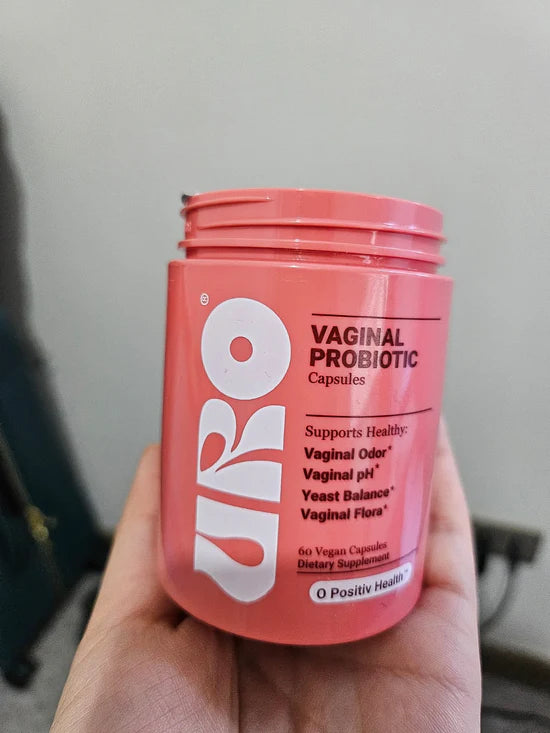 URO®
VAGINAL
PROBIOTIC
Capsules
Supports Healthy:
Vaginal Odor*
Vaginal pH*
Yeast Balance*
Vaginal Flora*
60 Vegan Capsules
Dietary Supplement
O Positiv Health™